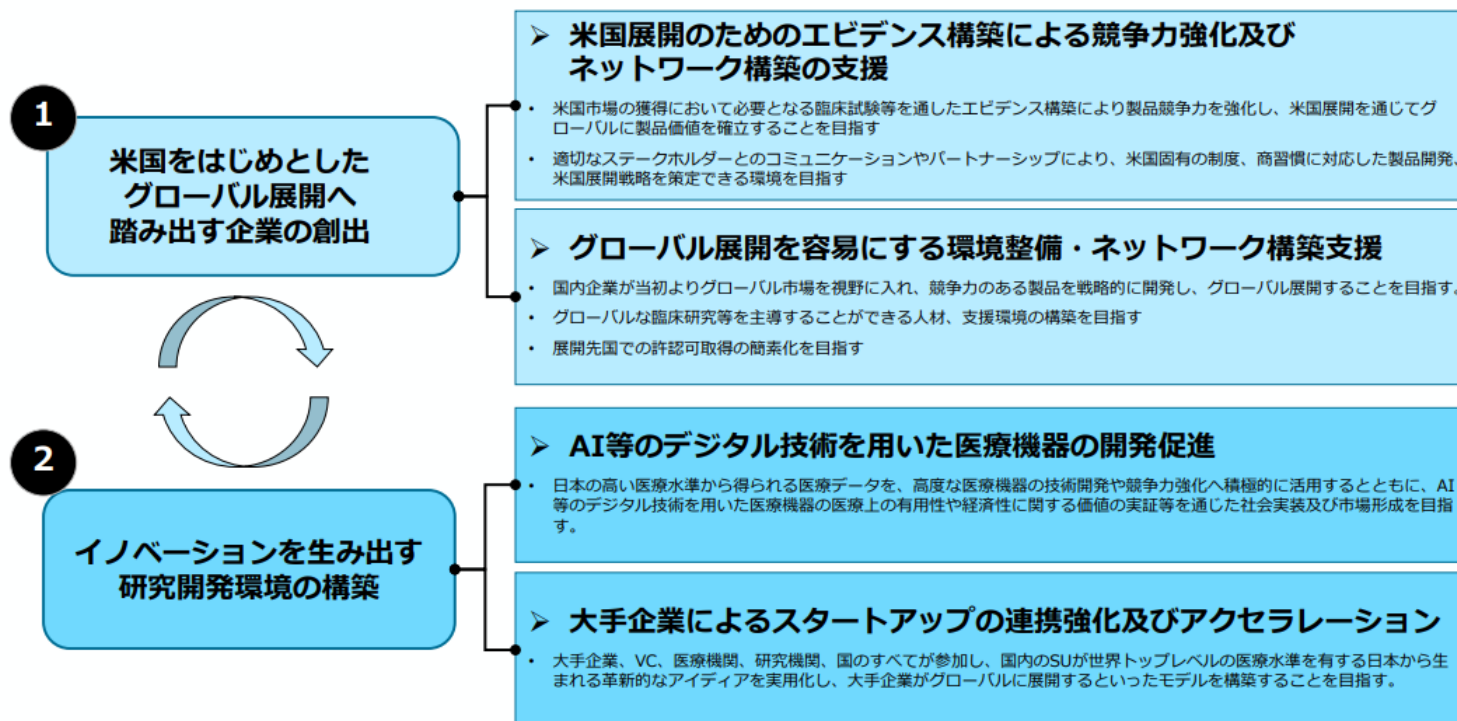 1
米国をはじめとした
グローバル展開へ
踏み出す企業の創出
➢ 米国展開のためのエビデンス構築による競争力強化及び
ネットワーク構築の支援
• 米国市場の獲得において必要となる臨床試験等を通したエビデンス構築により製品競争力を強化し、米国展開を通じてグ
ローバルに製品価値を確立することを目指す
• 適切なステークホルダーとのコミュニケーションやパートナーシップにより、米国固有の制度、商習慣に対応した製品開発、
米国展開戦略を策定できる環境を目指す
➢ グローバル展開を容易にする環境整備・ネットワーク構築支援
• 国内企業が当初よりグローバル市場を視野に入れ、競争力のある製品を戦略的に開発し、グローバル展開することを目指す。
• グローバルな臨床研究等を主導することができる人材、支援環境の構築を目指す
• 展開先国での許認可取得の簡素化を目指す
2
イノベーションを生み出す
研究開発環境の構築
➢ AI等のデジタル技術を用いた医療機器の開発促進
• 日本の高い医療水準から得られる医療データを、高度な医療機器の技術開発や競争力強化へ積極的に活用するとともに、AI
等のデジタル技術を用いた医療機器の医療上の有用性や経済性に関する価値の実証等を通じた社会実装及び市場形成を目指
す。
➢ 大手企業によるスタートアップの連携強化及びアクセラレーション
• 大手企業、VC、医療機関、研究機関、国のすべてが参加し、国内のSUが世界トップレベルの医療水準を有する日本から生
まれる革新的なアイディアを実用化し、大手企業がグローバルに展開するといったモデルを構築することを目指す。